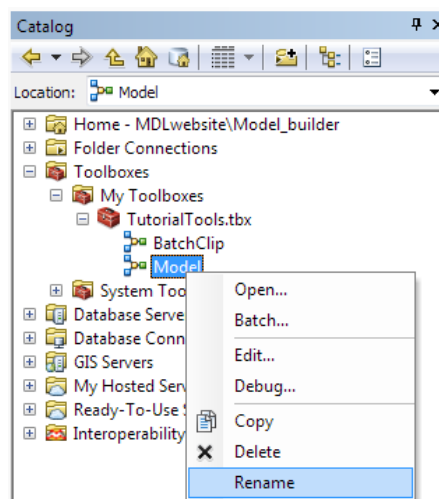 Catalog
Location: Model
Home - MDLwebsite\Model_builder
Folder Connections
Toolboxes
My Toolboxes
TutorialTools.tbx
BatchClip
Model
System Too
Database Serve
Database Conn
GIS Servers
My Hosted Serv
Ready-To-Use
Interoperability
Open...
Batch...
Edit...
Debug...
Copy
Delete
Rename